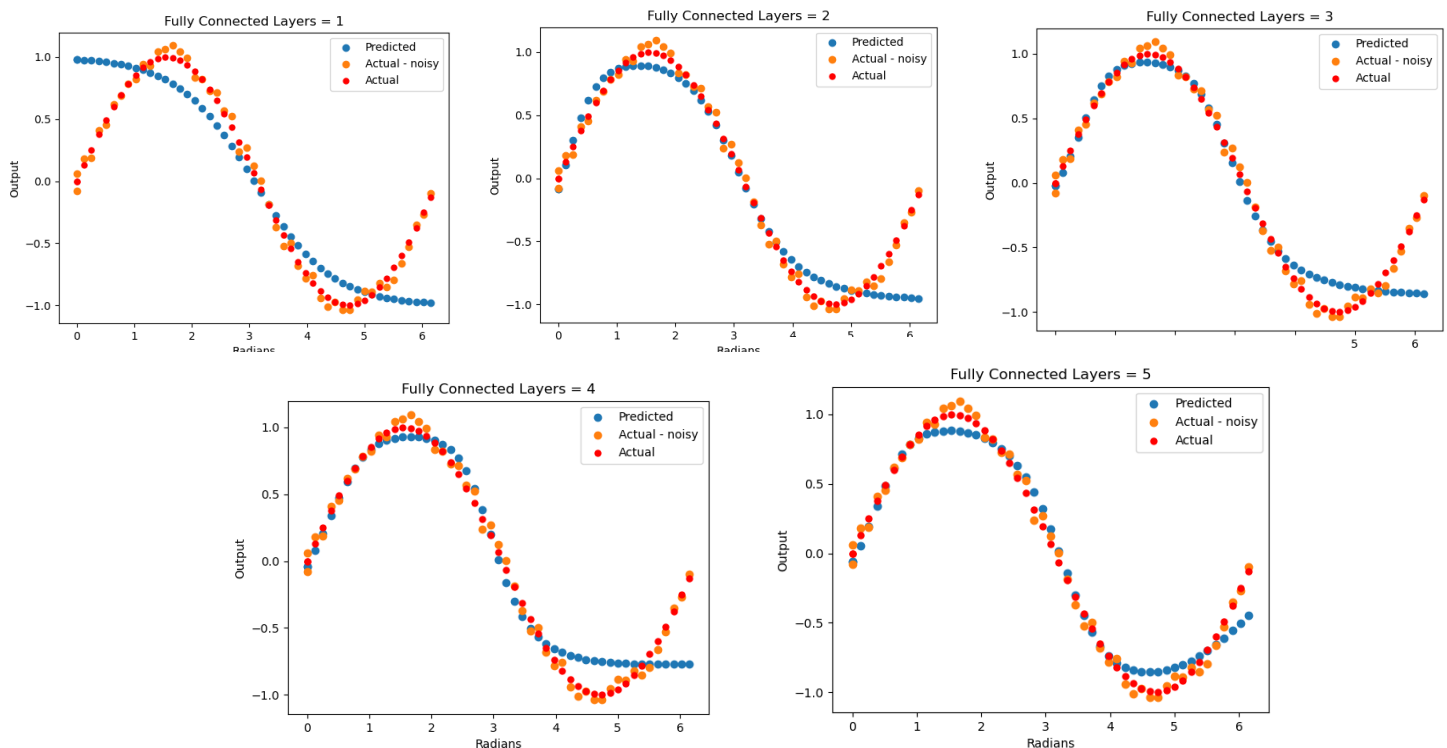 Fully Connected Layers = 1
Predicted
Actual - noisy
Actual
Output
1.0
0.5
0.0
−0.5
−1.0
0 1 2 3 4 5 6
Radians
Fully Connected Layers = 2
Predicted
Actual - noisy
Actual
Output
1.0
0.5
0.0
−0.5
−1.0
0 1 2 3 4 5 6
Radians
Fully Connected Layers = 3
Predicted
Actual - noisy
Actual
Output
1.0
0.5
0.0
−0.5
−1.0
5 6
Fully Connected Layers = 4
Predicted
Actual - noisy
Actual
Output
1.0
0.5
0.0
−0.5
−1.0
0 1 2 3 4 5 6
Radians
Fully Connected Layers = 5
Predicted
Actual - noisy
Actual
Output
1.0
0.5
0.0
−0.5
−1.0
0 1 2 3 4 5 6
Radians